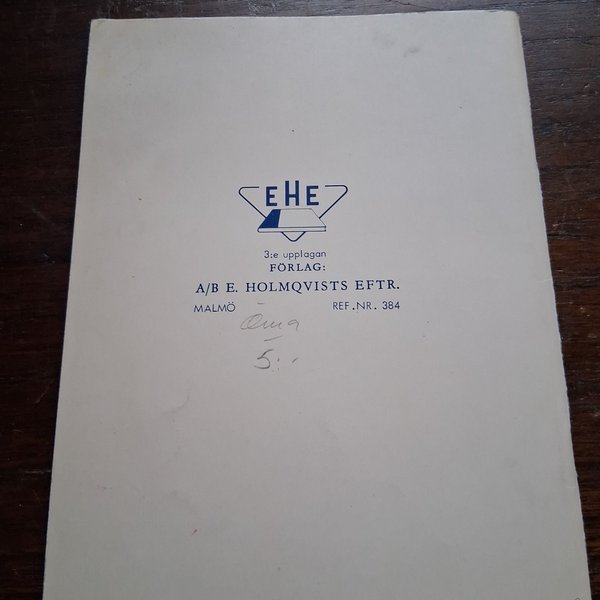 EHE
3:e upplagan
FÖRLAG:
A/B E. HOLMQVISTS EFTR.
MALMÖ REF.NR. 384
5:-